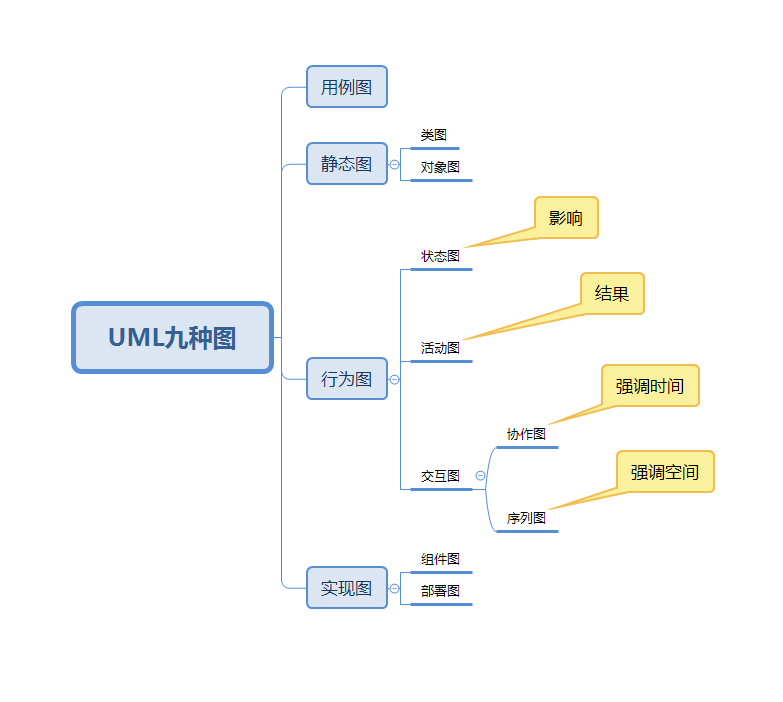 用例图
类图
静态图
对象图
影响
状态图
结果
UML九种图
活动图
行为图
强调时间
协作图
强调空间
交互图
序列图
组件图
实现图
部署图